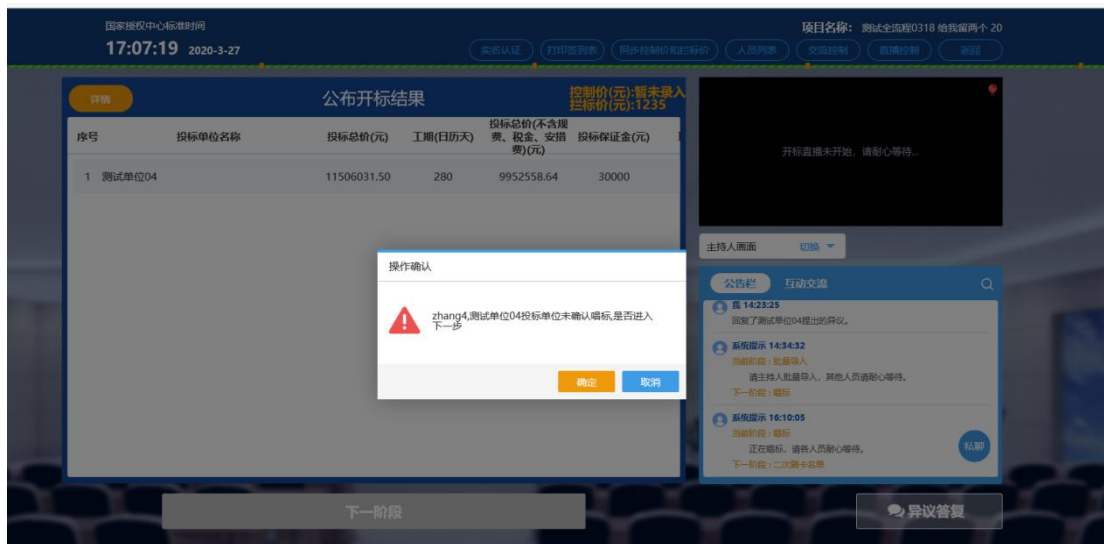 国家授权中心标准时间
17:07:19 2020-3-27
项目名称: 测试全流程0318 给我留两个 20
实名认证 打印签到表 同步控制价和拦标价 人员列表 交流控制 直播控制 返回
详情
公布开标结果
控制价(元):暂未录入
拦标价(元):1235
序号 投标单位名称 投标总价(元) 工期(日历天) 投标总价(不含规费、税金、安措费)(元) 投标保证金(元)
1 测试单位04 11506031.50 280 9952558.64 30000
开标直播未开始, 请耐心等待...
主持人画面 切换
操作确认
zhang4,测试单位04投标单位未确认唱标,是否进入
下一步
确定 取消
公告栏 互动交流
我 14:23:25
回复了测试单位04提出的异议。
系统提示 14:34:32
当前阶段 : 批量导入
请主持人批量导入, 其他人员请耐心等待。
下一阶段 : 唱标
系统提示 16:10:05
当前阶段 : 唱标
正在唱标, 请各人员耐心等待。
下一阶段 : 二次刷卡名单
私聊
下一阶段
异议答复